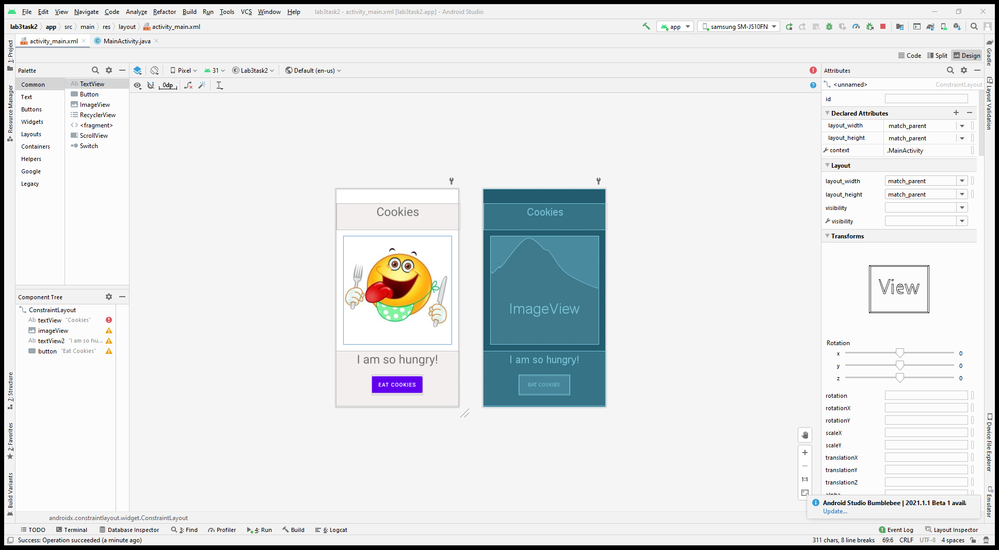 File Edit View Navigate Code Analyze Refactor Build Run Tools VCS Window Help lab3task2 - activity_main.xml [lab3task2.app] - Android Studio
lab3task2 app src main res layout activity_main.xml app samsung SM-J510FN
activity_main.xml MainActivity.java
Code Split Design
1: Project
Resource Manager
7: Structure
2: Favorites
Build Variants
Palette
Common
Text
Buttons
Widgets
Layouts
Containers
Helpers
Google
Legacy
Ab TextView
Button
ImageView
RecyclerView
<fragment>
ScrollView
Switch
Component Tree
ConstraintLayout
Ab textView "Cookies"
imageView
Ab textView2 "I am so hu...
button "Eat Cookies"
Pixel 31 Lab3task2 Default (en-us)
0dp
Cookies
I am so hungry!
EAT COOKIES
Cookies
ImageView
I am so hungry!
EAT COOKIES
1:1
Attributes
<unnamed> ConstraintLayout
id
Declared Attributes
layout_width match_parent
layout_height match_parent
context .MainActivity
Layout
layout_width match_parent
layout_height match_parent
visibility
visibility
Transforms
View
Rotation
x 0
y 0
z 0
rotation
rotationX
rotationY
scaleX
scaleY
translationX
translationY
translationZ
alpha
Android Studio Bumblebee | 2021.1.1 Beta 1 avail
Update...
Gradle
Layout Validation
Device File Explorer
Emulator
androidx.constraintlayout.widget.ConstraintLayout
TODO Terminal Database Inspector 3: Find Profiler 4: Run Build 6: Logcat 1 Event Log Layout Inspector
Success: Operation succeeded (a minute ago) 311 chars, 8 line breaks 69:6 CRLF UTF-8 4 spaces